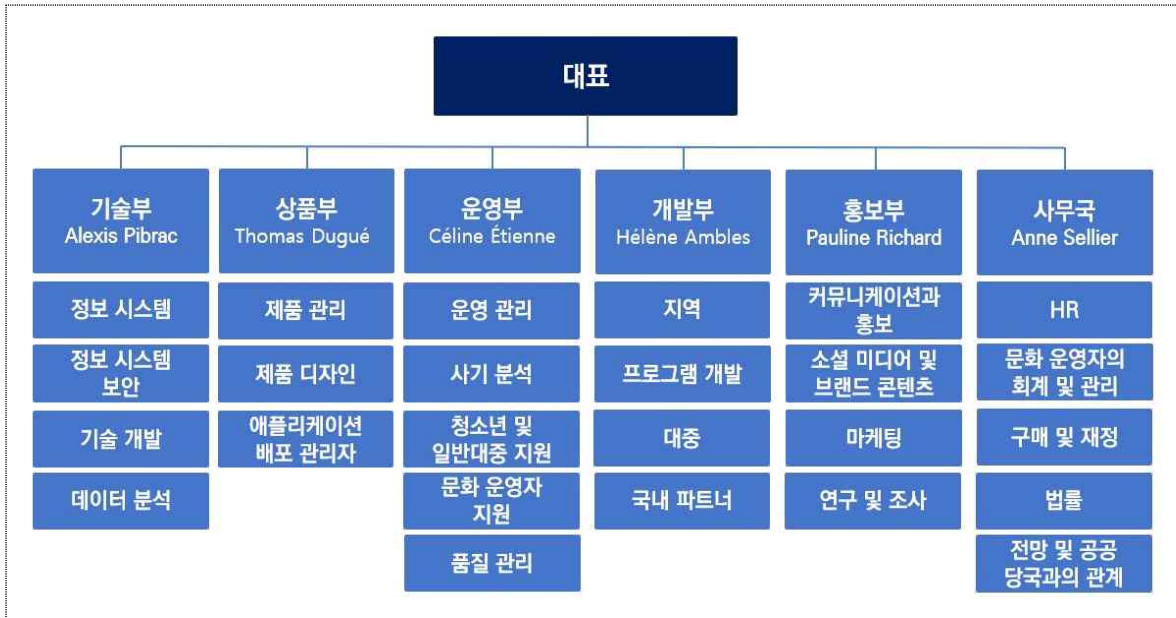 대표
기술부
Alexis Pibrac
정보 시스템
정보 시스템
보안
기술 개발
데이터 분석
상품부
Thomas Dugué
제품 관리
제품 디자인
애플리케이션
배포 관리자
운영부
Céline Étienne
운영 관리
사기 분석
청소년 및
일반대중 지원
문화 운영자
지원
품질 관리
개발부
Hélène Ambles
지역
프로그램 개발
대중
국내 파트너
홍보부
Pauline Richard
커뮤니케이션과
홍보
소셜 미디어 및
브랜드 콘텐츠
마케팅
연구 및 조사
사무국
Anne Sellier
HR
문화 운영자의
회계 및 관리
구매 및 재정
법률
전망 및 공공
당국과의 관계